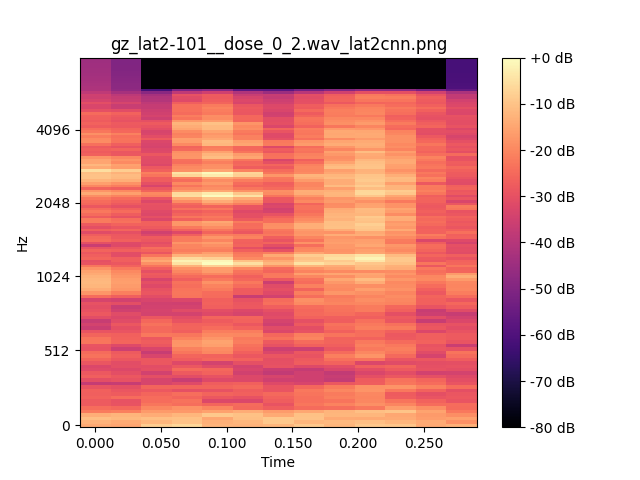 gz_lat2-101__dose_0_2.wav_lat2cnn.png
Hz
4096
2048
1024
512
0
0.000 0.050 0.100 0.150 0.200 0.250
Time
+0 dB
-10 dB
-20 dB
-30 dB
-40 dB
-50 dB
-60 dB
-70 dB
-80 dB